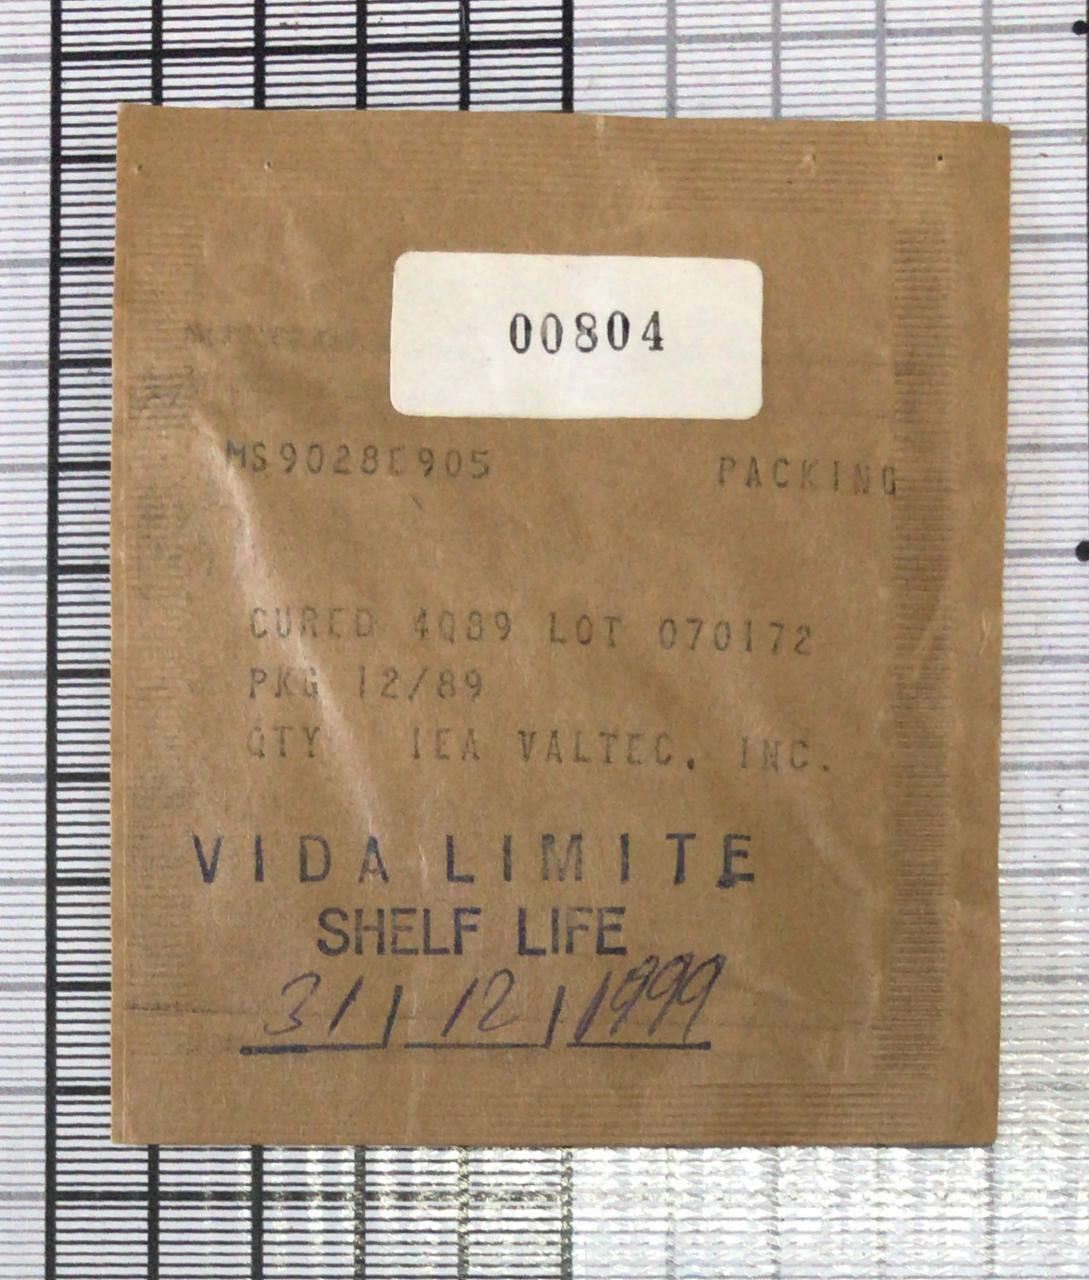 00804
MS9028E905 PACKING
CURED 4Q89 LOT 070172
PKG 12/89
QTY 1EA VALTEC, INC.
VIDA LIMITE
SHELF LIFE
31 / 12 / 1999